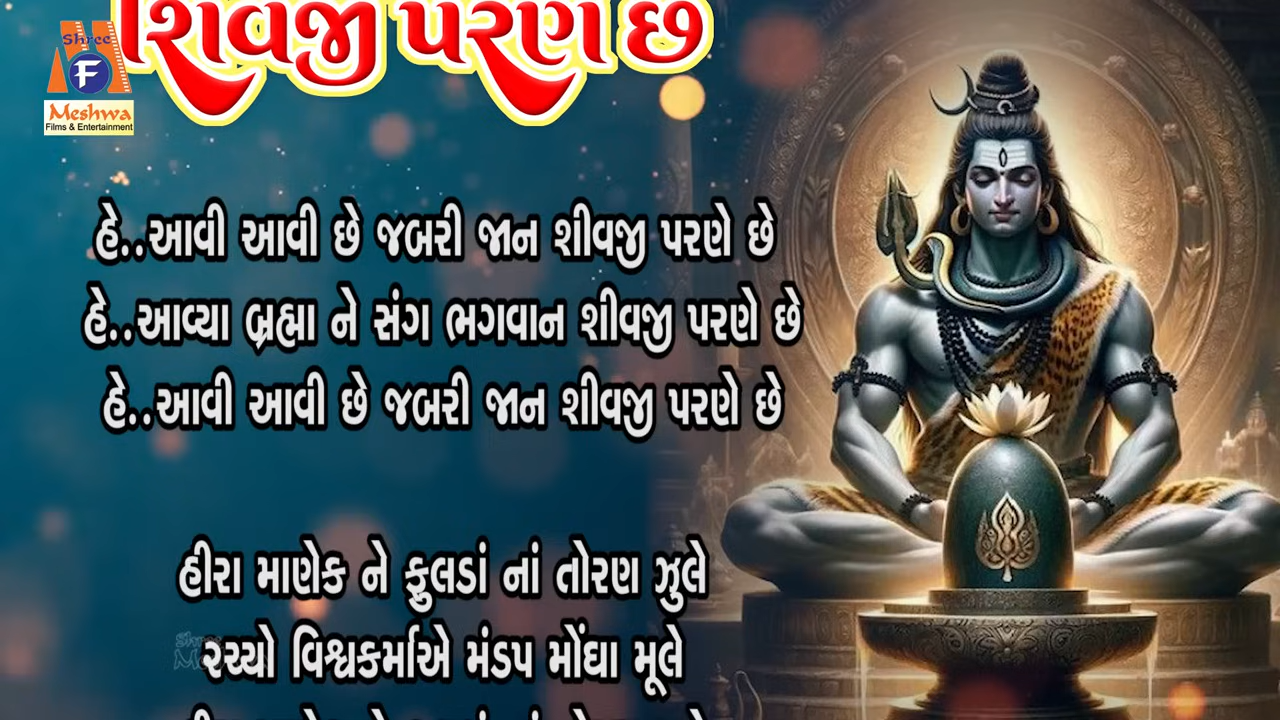 શિવજી પરણે છે
Shree
F
Meshwa
Films & Entertainment
હે..આવી આવી છે જબરી જાન શીવજી પરણે છે
હે..આવ્યા બ્રહ્મા ને સંગ ભગવાન શીવજી પરણે છે
હે..આવી આવી છે જબરી જાન શીવજી પરણે છે
હીરા માણેક ને ફુલડાં નાં તોરણ ઝુલે
રચ્યો વિશ્વકર્માએ મંડપ મોંઘા મૂલે